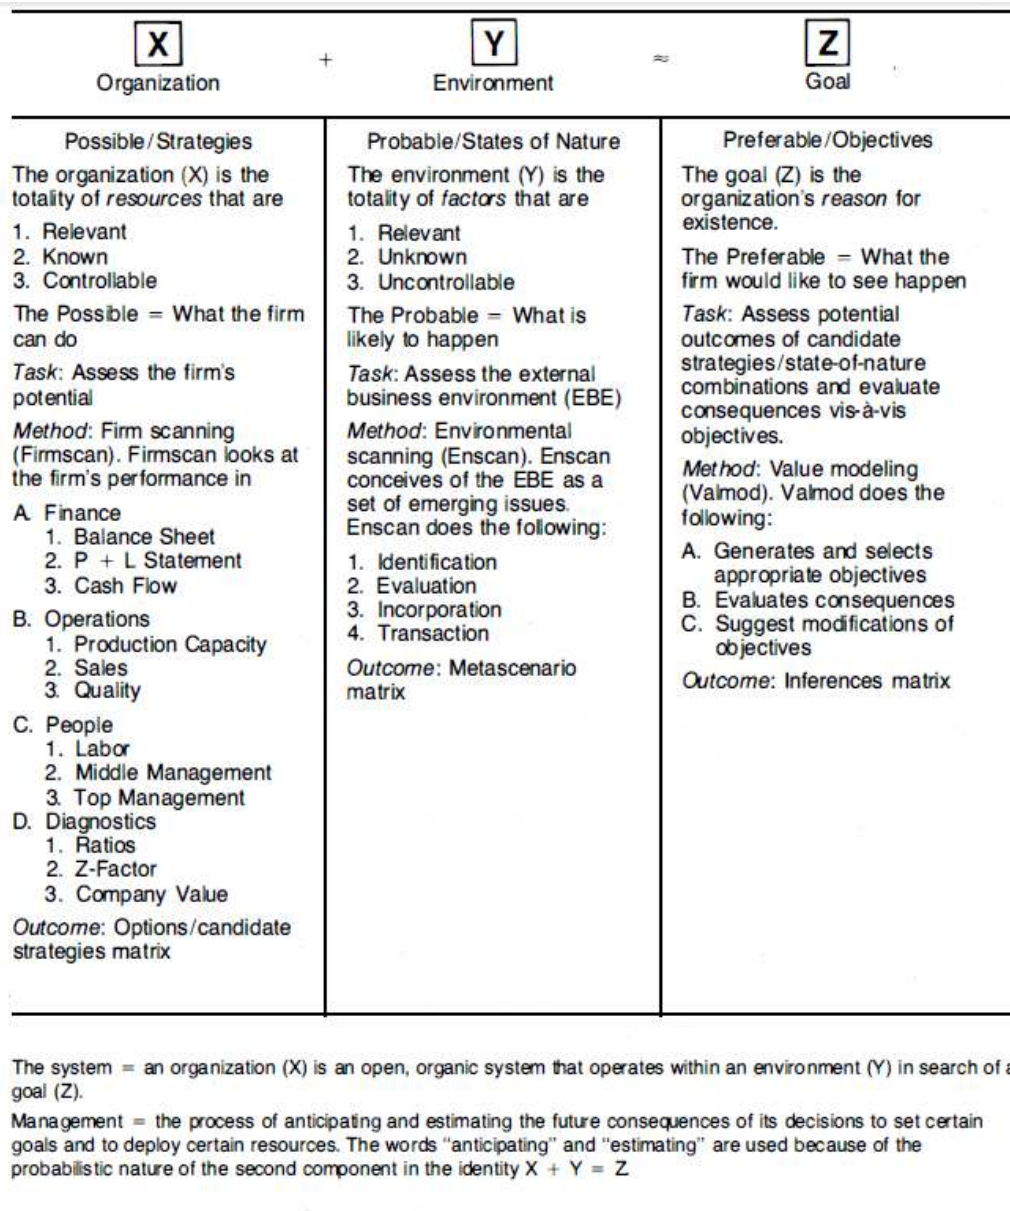 X + Y ≈ Z
Organization Environment Goal
Possible/Strategies
The organization (X) is the
totality of resources that are
1. Relevant
2. Known
3. Controllable
The Possible = What the firm
can do
Task: Assess the firm's
potential
Method: Firm scanning
(Firmscan). Firmscan looks at
the firm's performance in
A. Finance
1. Balance Sheet
2. P + L Statement
3. Cash Flow
B. Operations
1. Production Capacity
2. Sales
3. Quality
C. People
1. Labor
2. Middle Management
3. Top Management
D. Diagnostics
1. Ratios
2. Z-Factor
3. Company Value
Outcome: Options/candidate
strategies matrix
Probable/States of Nature
The environment (Y) is the
totality of factors that are
1. Relevant
2. Unknown
3. Uncontrollable
The Probable = What is
likely to happen
Task: Assess the external
business environment (EBE)
Method: Environmental
scanning (Enscan). Enscan
conceives of the EBE as a
set of emerging issues.
Enscan does the following:
1. Identification
2. Evaluation
3. Incorporation
4. Transaction
Outcome: Metascenario
matrix
Preferable/Objectives
The goal (Z) is the
organization's reason for
existence.
The Preferable = What the
firm would like to see happen
Task: Assess potential
outcomes of candidate
strategies/state-of-nature
combinations and evaluate
consequences vis-à-vis
objectives.
Method: Value modeling
(Valmod). Valmod does the
following:
A. Generates and selects
appropriate objectives
B. Evaluates consequences
C. Suggest modifications of
objectives
Outcome: Inferences matrix
The system = an organization (X) is an open, organic system that operates within an environment (Y) in search of a
goal (Z).
Management = the process of anticipating and estimating the future consequences of its decisions to set certain
goals and to deploy certain resources. The words "anticipating" and "estimating" are used because of the
probabilistic nature of the second component in the identity X + Y = Z